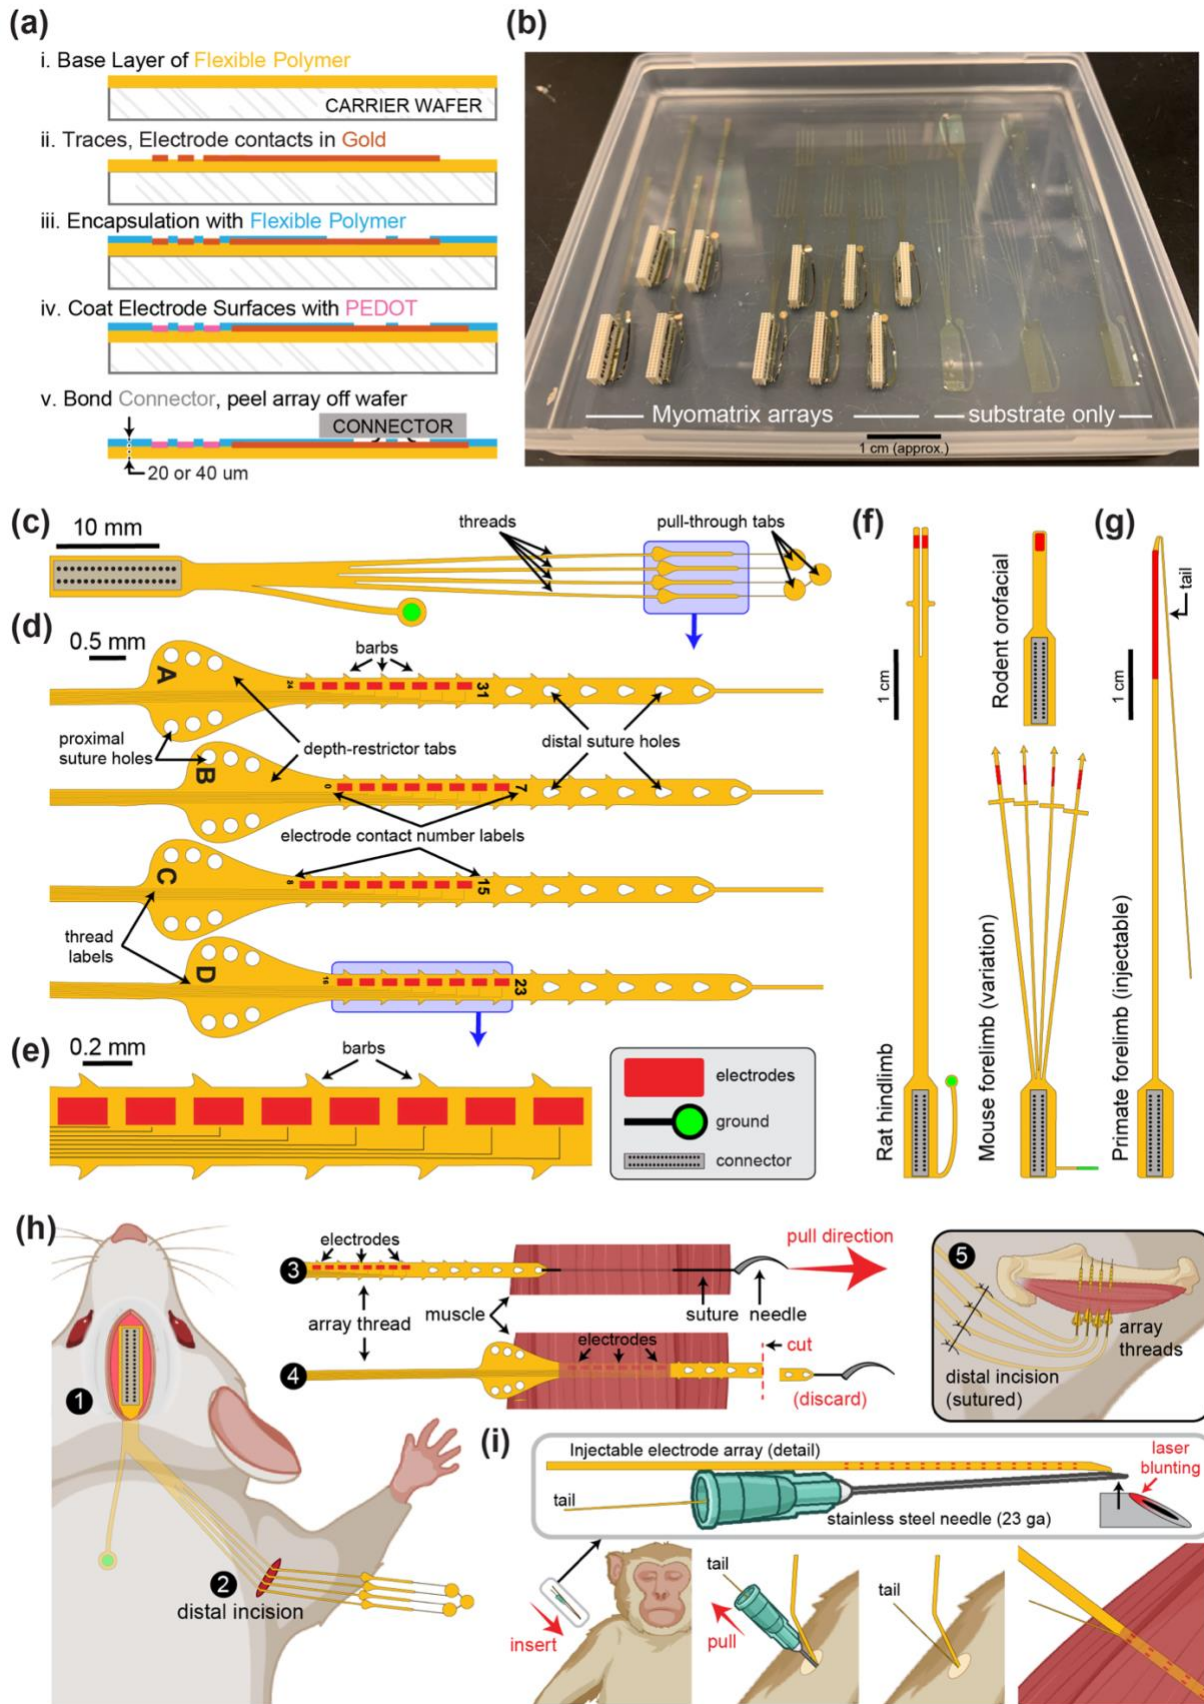 (a)
i. Base Layer of Flexible Polymer
CARRIER WAFER
ii. Traces, Electrode contacts in Gold
iii. Encapsulation with Flexible Polymer
iv. Coat Electrode Surfaces with PEDOT
v. Bond Connector, peel array off wafer
CONNECTOR
20 or 40 um
(b)
Myomatrix arrays
substrate only
1 cm (approx.)
(c)
10 mm
threads
pull-through tabs
(d)
0.5 mm
barbs
A
24
31
proximal
suture holes
depth-restrictor tabs
distal suture holes
B
0
7
electrode contact number labels
C
8
15
thread
labels
D
16
23
(e)
0.2 mm
barbs
electrodes
ground
connector
(f)
1 cm
Rat hindlimb
Rodent orofacial
Mouse forelimb (variation)
(g)
tail
1 cm
Primate forelimb (injectable)
(h)
1
2
distal incision
3
electrodes
pull direction
muscle
suture
needle
array thread
4
electrodes
cut
(discard)
5
array
threads
distal incision
(sutured)
(i)
Injectable electrode array (detail)
laser
blunting
tail
stainless steel needle (23 ga)
insert
tail
pull
tail